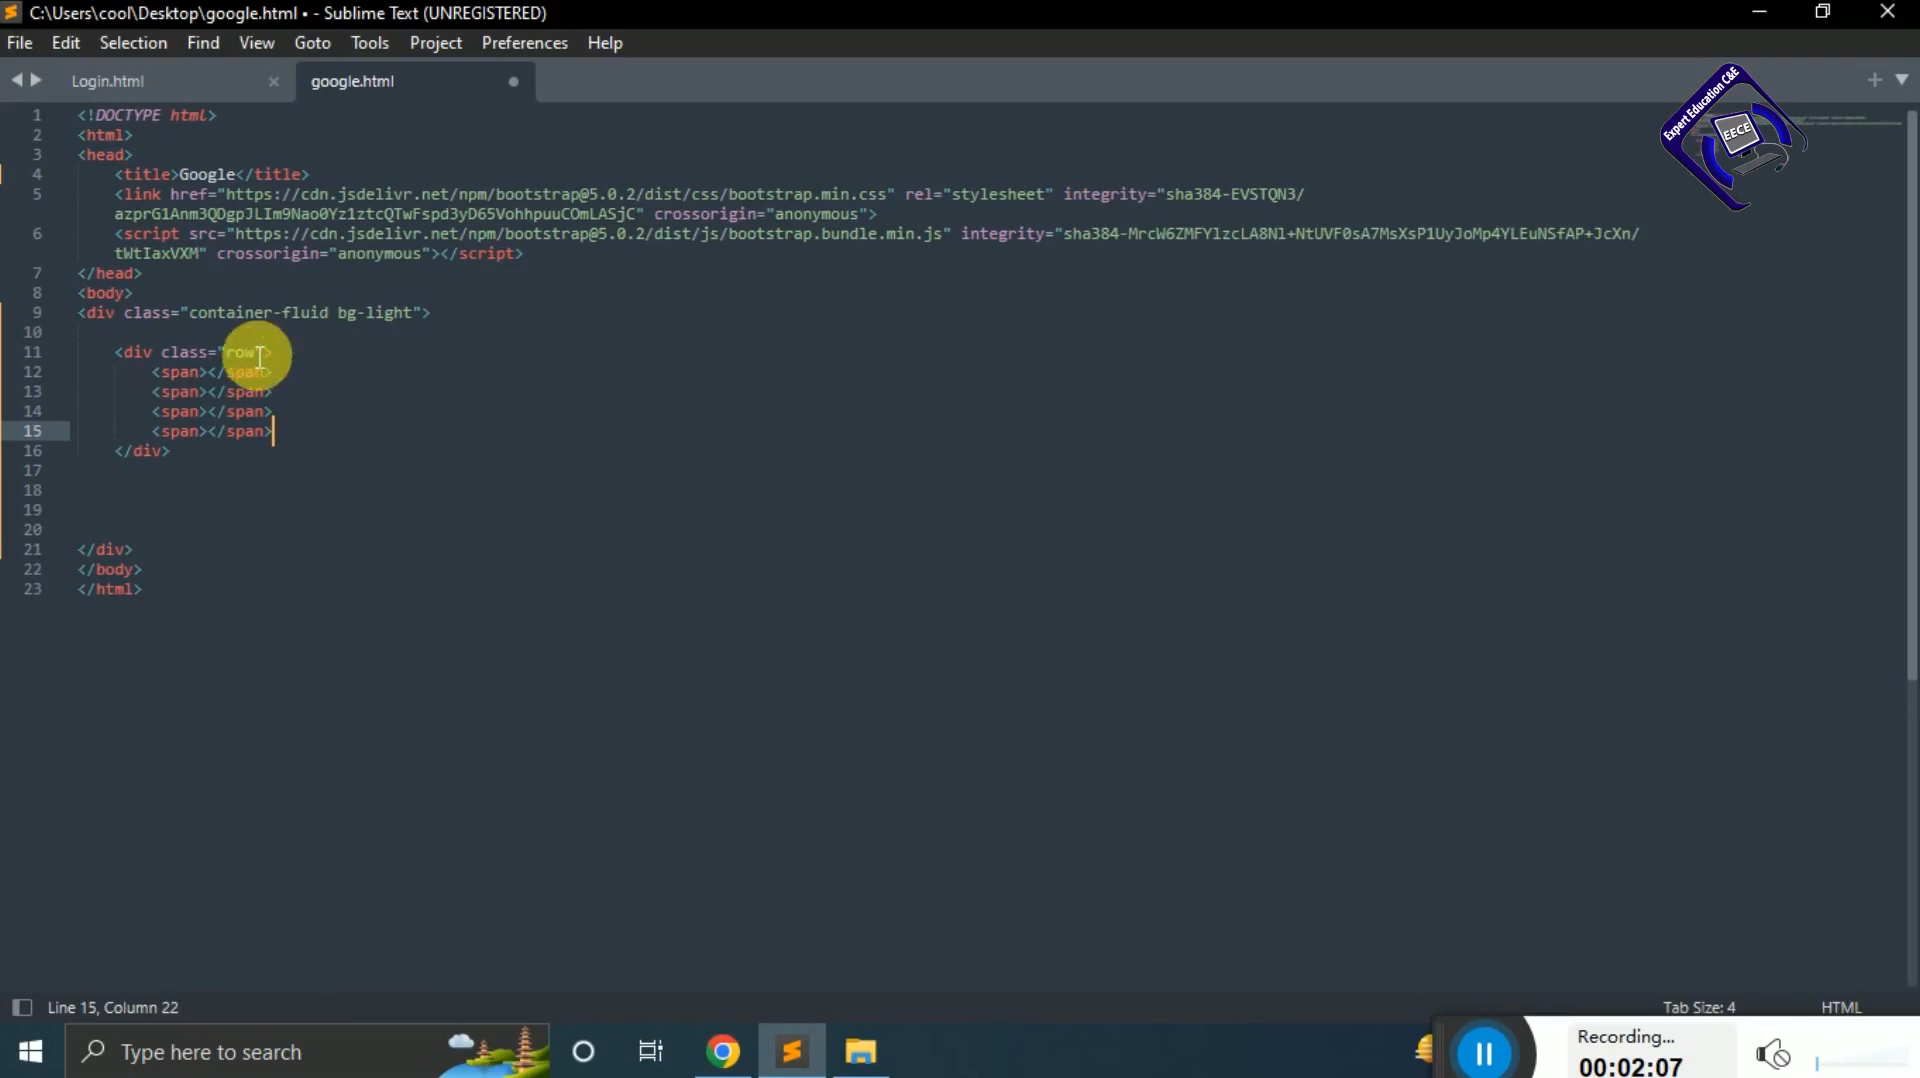 C:\Users\cool\Desktop\google.html • - Sublime Text (UNREGISTERED)
File Edit Selection Find View Goto Tools Project Preferences Help
Login.html google.html
Expert Education C&E
EECE
1 <!DOCTYPE html>
2 <html>
3 <head>
4 <title>Google</title>
5 <link href="https://cdn.jsdelivr.net/npm/bootstrap@5.0.2/dist/css/bootstrap.min.css" rel="stylesheet" integrity="sha384-EVSTQN3/
azprG1Anm3QDgpJLIm9Nao0Yz1ztcQTwFspd3yD65VohhpuuCOmLASjC" crossorigin="anonymous">
6 <script src="https://cdn.jsdelivr.net/npm/bootstrap@5.0.2/dist/js/bootstrap.bundle.min.js" integrity="sha384-MrcW6ZMFYlzcLA8Nl+NtUVF0sA7MsXsP1UyJoMp4YLEuNSfAP+JcXn/
tWtIaxVXM" crossorigin="anonymous"></script>
7 </head>
8 <body>
9 <div class="container-fluid bg-light">
10
11 <div class="row">
12 <span></span>
13 <span></span>
14 <span></span>
15 <span></span>
16 </div>
17
18
19
20
21 </div>
22 </body>
23 </html>
Line 15, Column 22 Tab Size: 4 HTML
Type here to search
Recording...
00:02:07